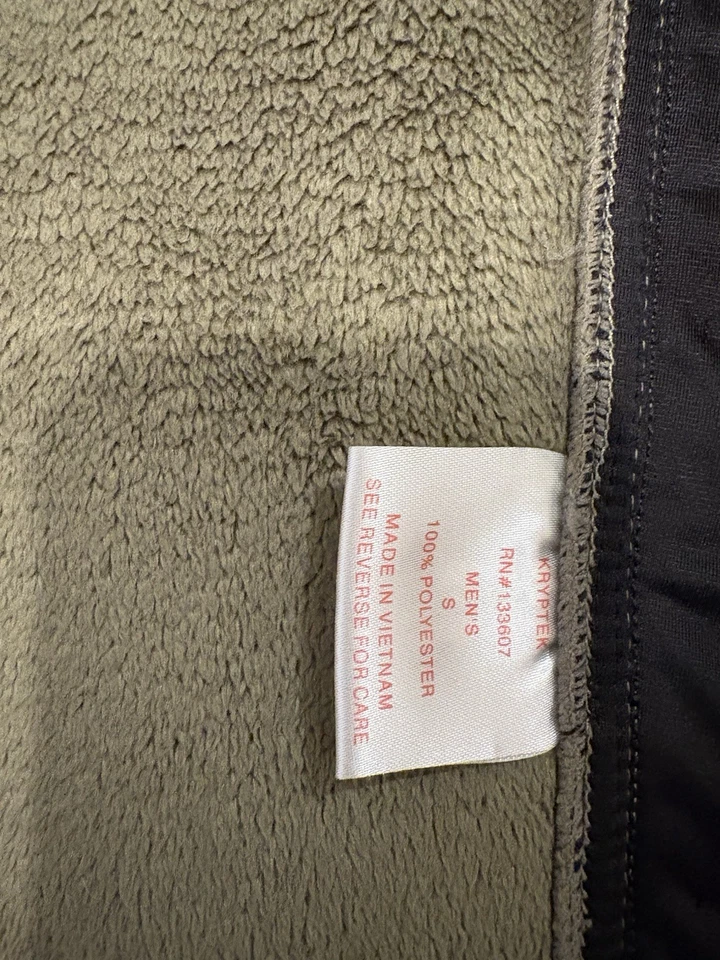 KRYPTEK
RN#133607
MEN'S
S
100% POLYESTER
MADE IN VIETNAM
SEE REVERSE FOR CARE